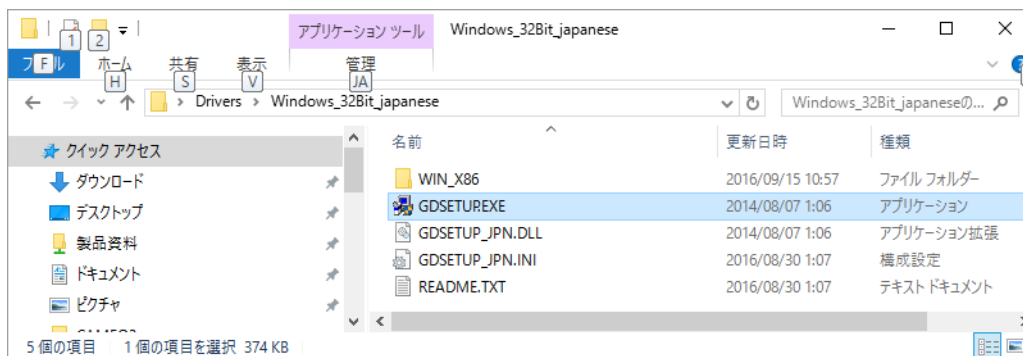 1 2
アプリケーション ツール Windows_32Bit_japanese
F ル ホーム 共有 表示 管理
H S V JA
Drivers > Windows_32Bit_japanese
Windows_32Bit_japaneseの...
クイック アクセス
ダウンロード
デスクトップ
製品資料
ドキュメント
ピクチャ
名前 更新日時 種類
WIN_X86 2016/09/15 10:57 ファイル フォルダー
GDSETUP.EXE 2014/08/07 1:06 アプリケーション
GDSETUP_JPN.DLL 2014/08/07 1:06 アプリケーション拡張
GDSETUP_JPN.INI 2016/08/30 1:07 構成設定
README.TXT 2016/08/30 1:07 テキスト ドキュメント
5 個の項目 1 個の項目を選択 374 KB